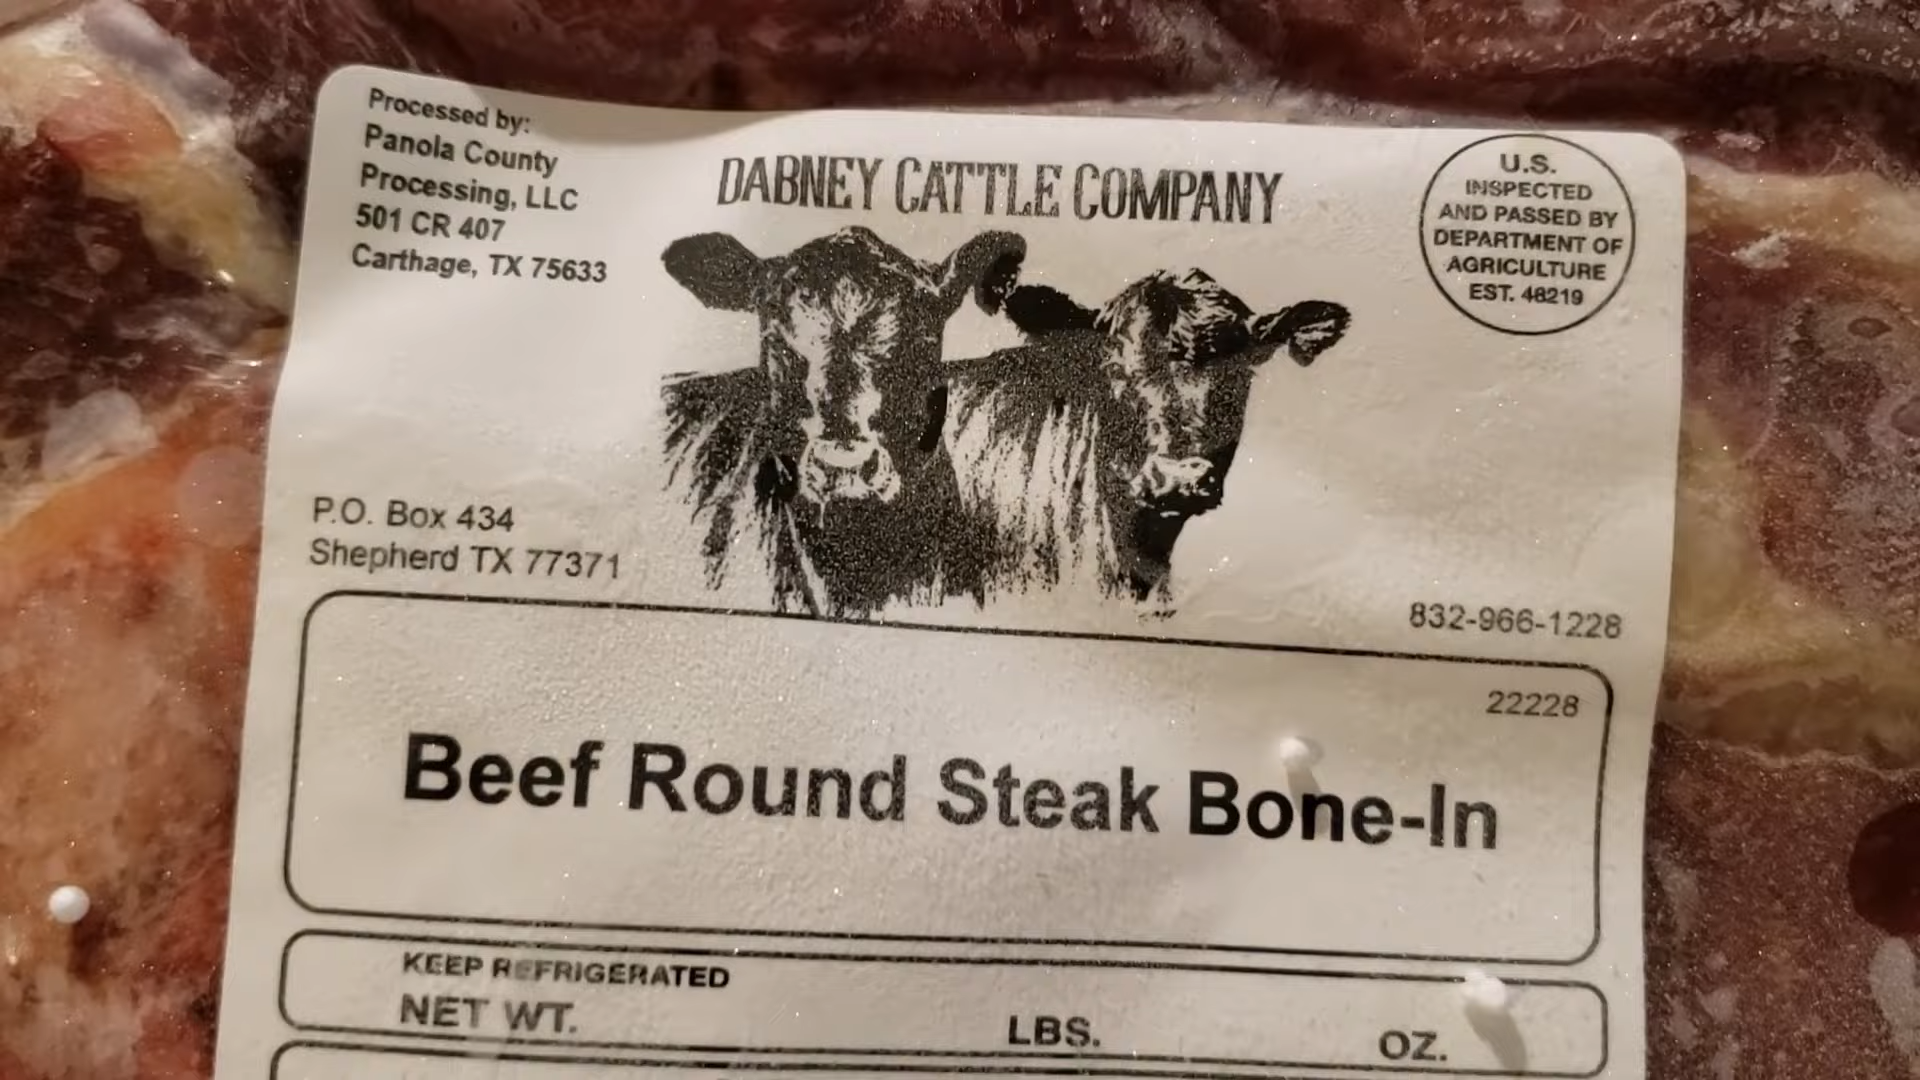 Processed by:
Panola County
Processing, LLC
501 CR 407
Carthage, TX 75633
DABNEY CATTLE COMPANY
U.S.
INSPECTED
AND PASSED BY
DEPARTMENT OF
AGRICULTURE
EST. 48219
P.O. Box 434
Shepherd TX 77371
832-966-1228
22228
Beef Round Steak Bone-In
KEEP REFRIGERATED
NET WT. LBS. OZ.